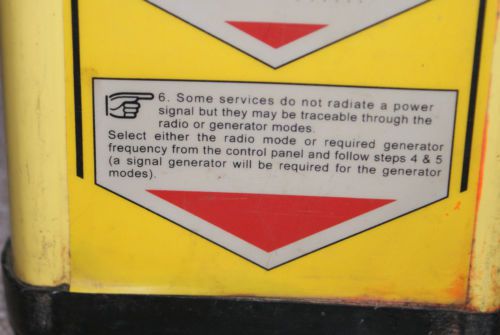 6. Some services do not radiate a power
signal but they may be traceable through the
radio or generator modes.
Select either the radio mode or required generator
frequency from the control panel and follow steps 4 & 5
(a signal generator will be required for the generator
modes).